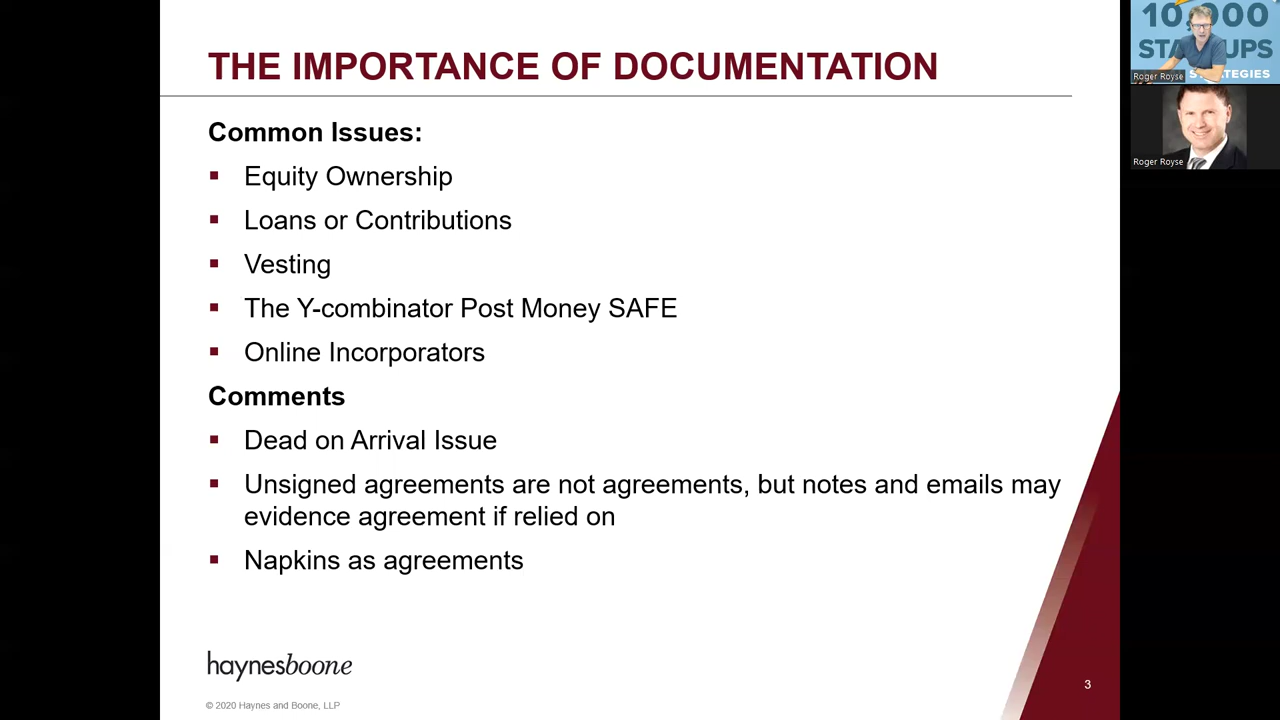 THE IMPORTANCE OF DOCUMENTATION
Common Issues:
Equity Ownership
Loans or Contributions
Vesting
The Y-combinator Post Money SAFE
Online Incorporators
Comments
Dead on Arrival Issue
Unsigned agreements are not agreements, but notes and emails may
evidence agreement if relied on
Napkins as agreements
haynesboone
© 2020 Haynes and Boone, LLP
3
Roger Royse
Roger Royse